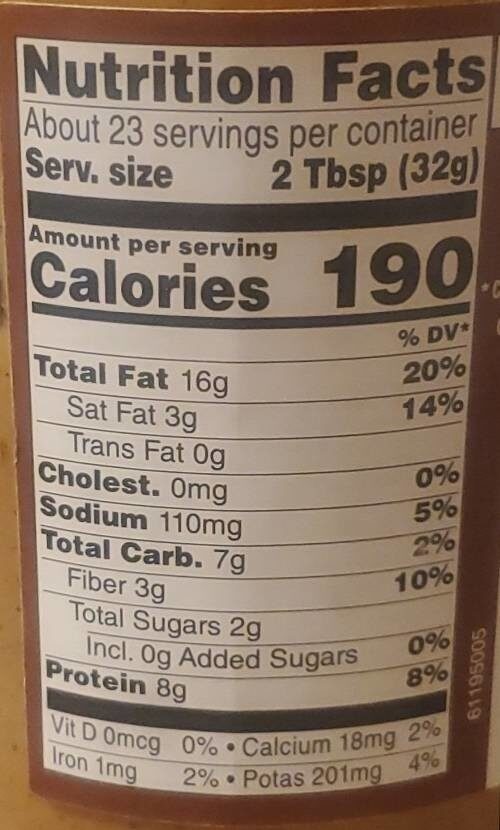 Nutrition Facts
About 23 servings per container
Serv. size 2 Tbsp (32g)
Amount per serving
Calories 190
% DV*
Total Fat 16g 20%
Sat Fat 3g 14%
Trans Fat 0g
Cholest. 0mg 0%
Sodium 110mg 5%
Total Carb. 7g 2%
Fiber 3g 10%
Total Sugars 2g
Incl. 0g Added Sugars 0%
Protein 8g 8%
Vit D 0mcg 0% • Calcium 18mg 2%
Iron 1mg 2% • Potas 201mg 4%
61195005